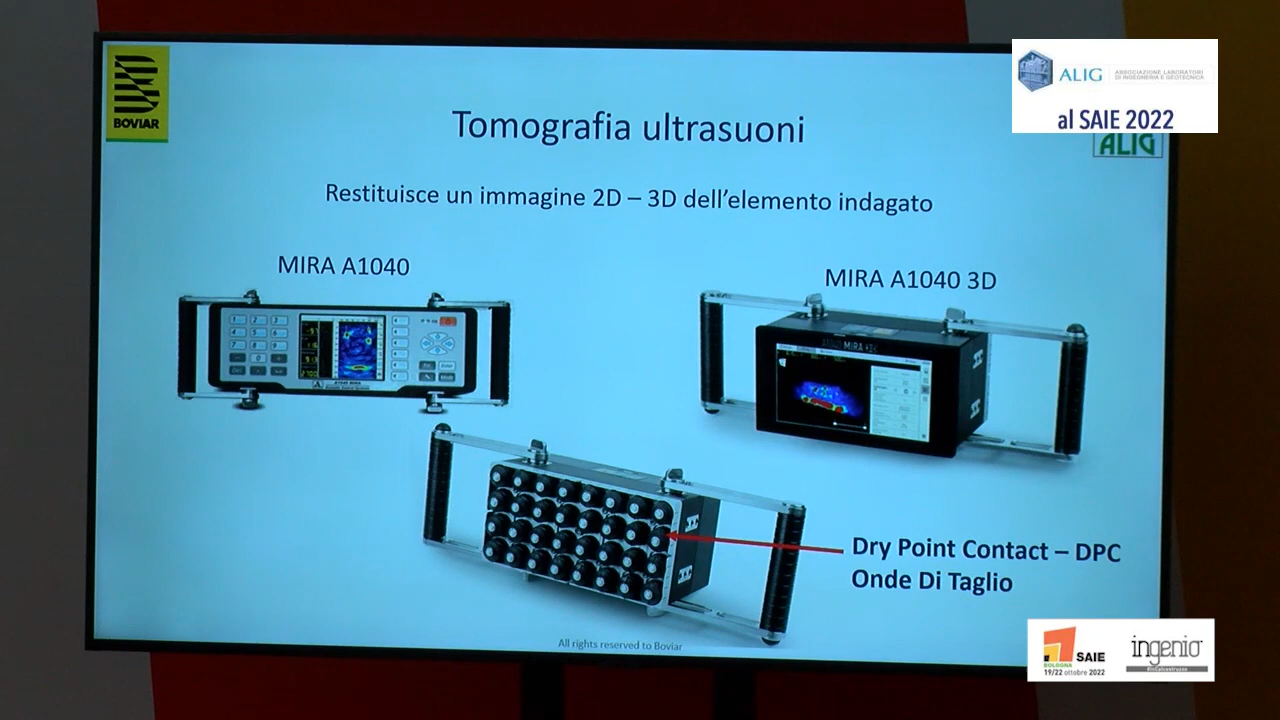 BOVIAR
ALIG
ASSOCIAZIONE LABORATORI
DI INGEGNERIA E GEOTECNICA
al SAIE 2022
ALIG
Tomografia ultrasuoni
Restituisce un immagine 2D – 3D dell'elemento indagato
MIRA A1040
MIRA A1040 3D
Dry Point Contact – DPC
Onde Di Taglio
All rights reserved to Boviar
SAIE
BOLOGNA
19/22 ottobre 2022
ingenio